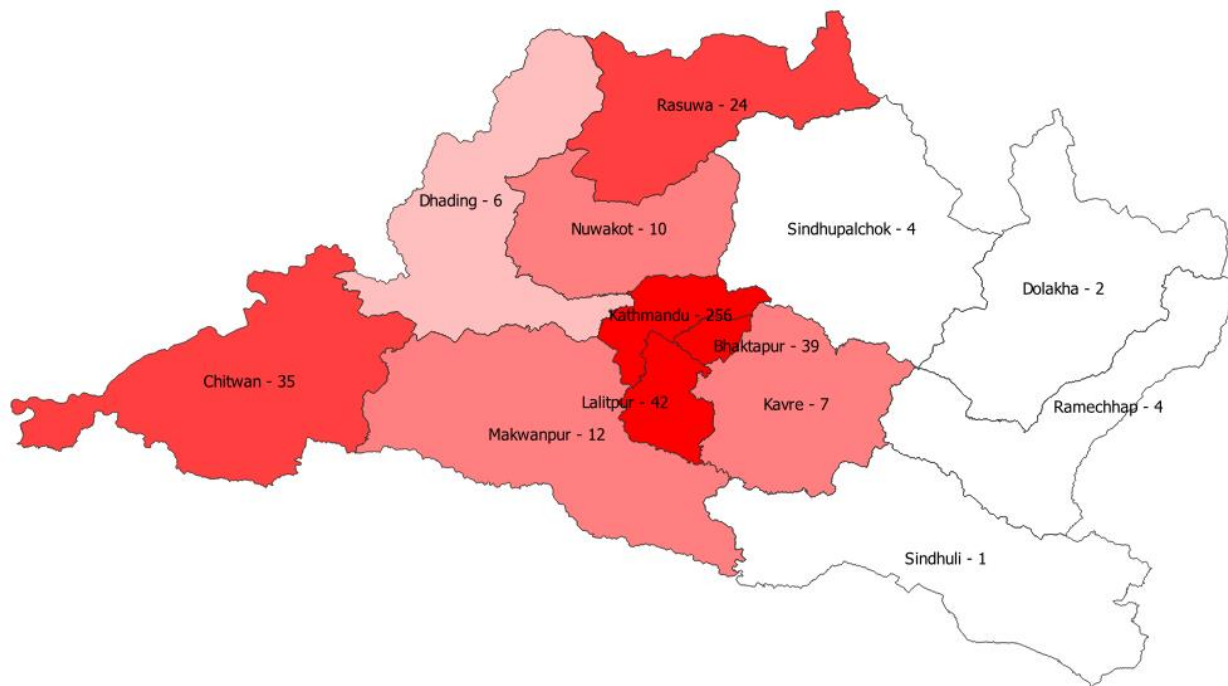 Rasuwa - 24
Dhading - 6
Nuwakot - 10
Sindhupalchok - 4
Dolakha - 2
Kathmandu - 256
Bhaktapur - 39
Chitwan - 35
Lalitpur - 42
Kavre - 7
Ramechhap - 4
Makwanpur - 12
Sindhuli - 1